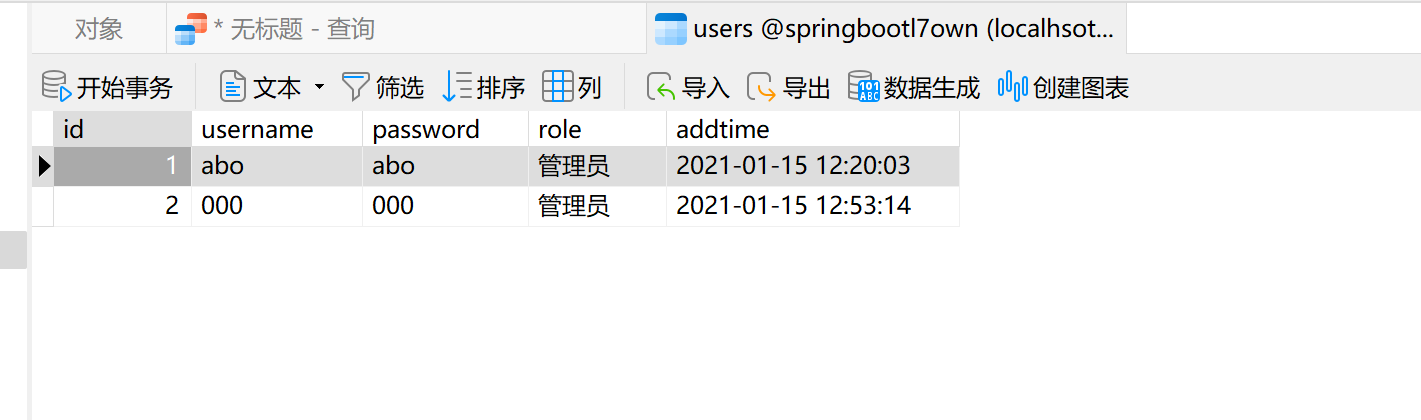 对象 * 无标题 - 查询 users @springbootl7own (localhsot...
开始事务 文本 筛选 排序 列 导入 导出 数据生成 创建图表
id username password role addtime
1 abo abo 管理员 2021-01-15 12:20:03
2 000 000 管理员 2021-01-15 12:53:14